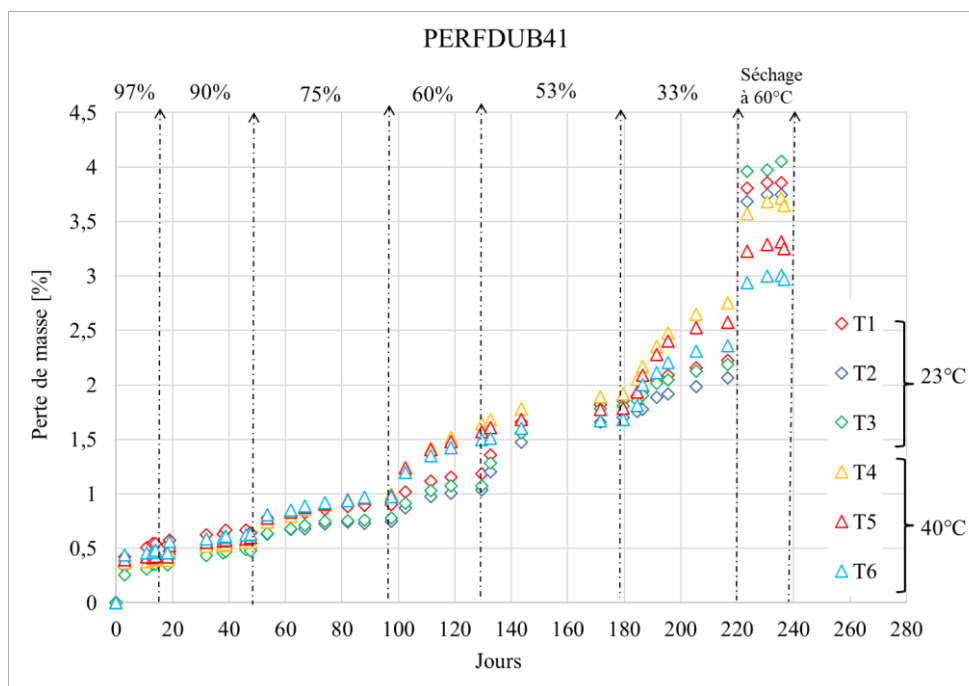 PERFDUB41
97% 90% 75% 60% 53% 33% Séchage
à 60°C
4,5
4
3,5
3
2,5
2
1,5
1
0,5
0
Perte de masse [%]
0 20 40 60 80 100 120 140 160 180 200 220 240 260 280
Jours
T1
T2
T3
23°C
T4
T5
T6
40°C